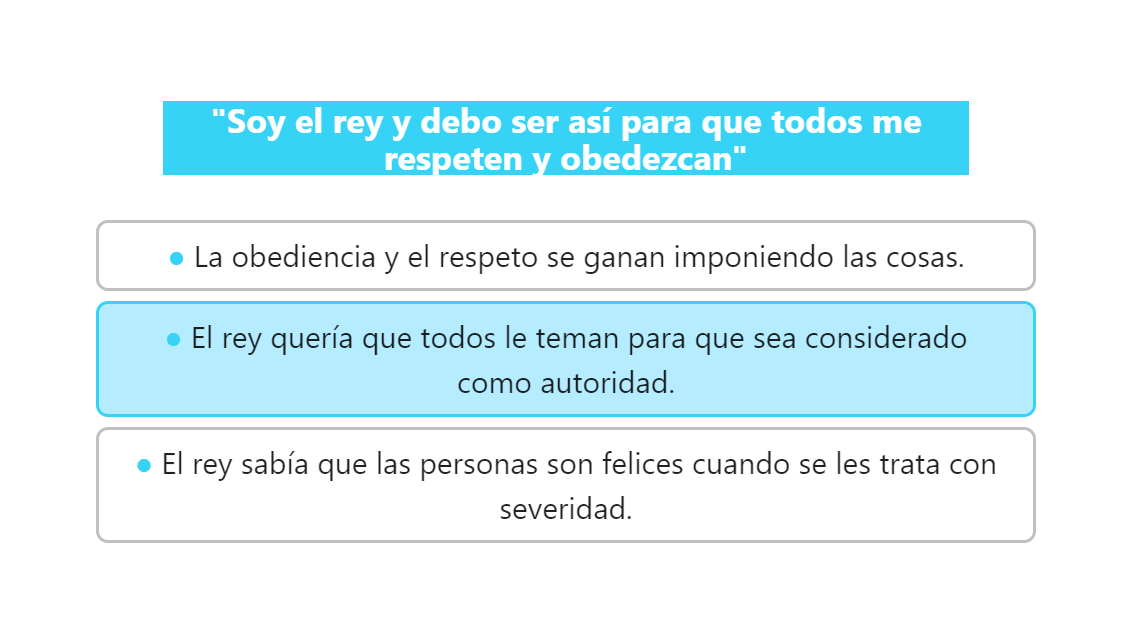 "Soy el rey y debo ser así para que todos me
respeten y obedezcan"
● La obediencia y el respeto se ganan imponiendo las cosas.
● El rey quería que todos le teman para que sea considerado
como autoridad.
● El rey sabía que las personas son felices cuando se les trata con
severidad.